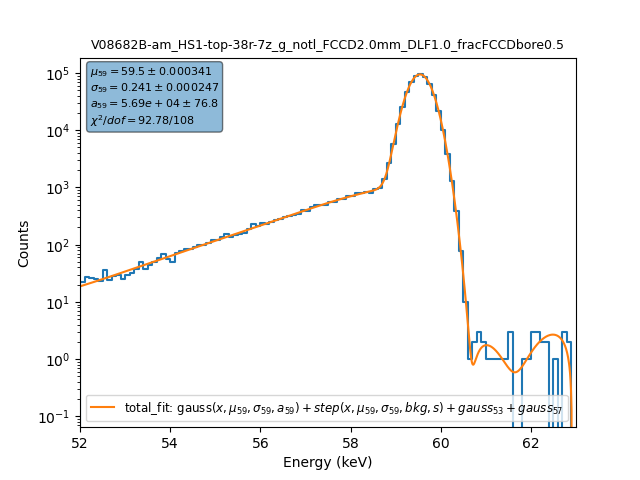 V08682B-am_HS1-top-38r-7z_g_notl_FCCD2.0mm_DLF1.0_fracFCCDbore0.5
μ₅₉ = 59.5 ± 0.000341
σ₅₉ = 0.241 ± 0.000247
a₅₉ = 5.69e + 04 ± 76.8
χ²/dof = 92.78/108
10⁵
10⁴
10³
10²
10¹
10⁰
10⁻¹
Counts
total_fit: gauss(x, μ₅₉, σ₅₉, a₅₉) + step(x, μ₅₉, σ₅₉, bkg, s) + gauss₅₃ + gauss₅₇
52 54 56 58 60 62
Energy (keV)